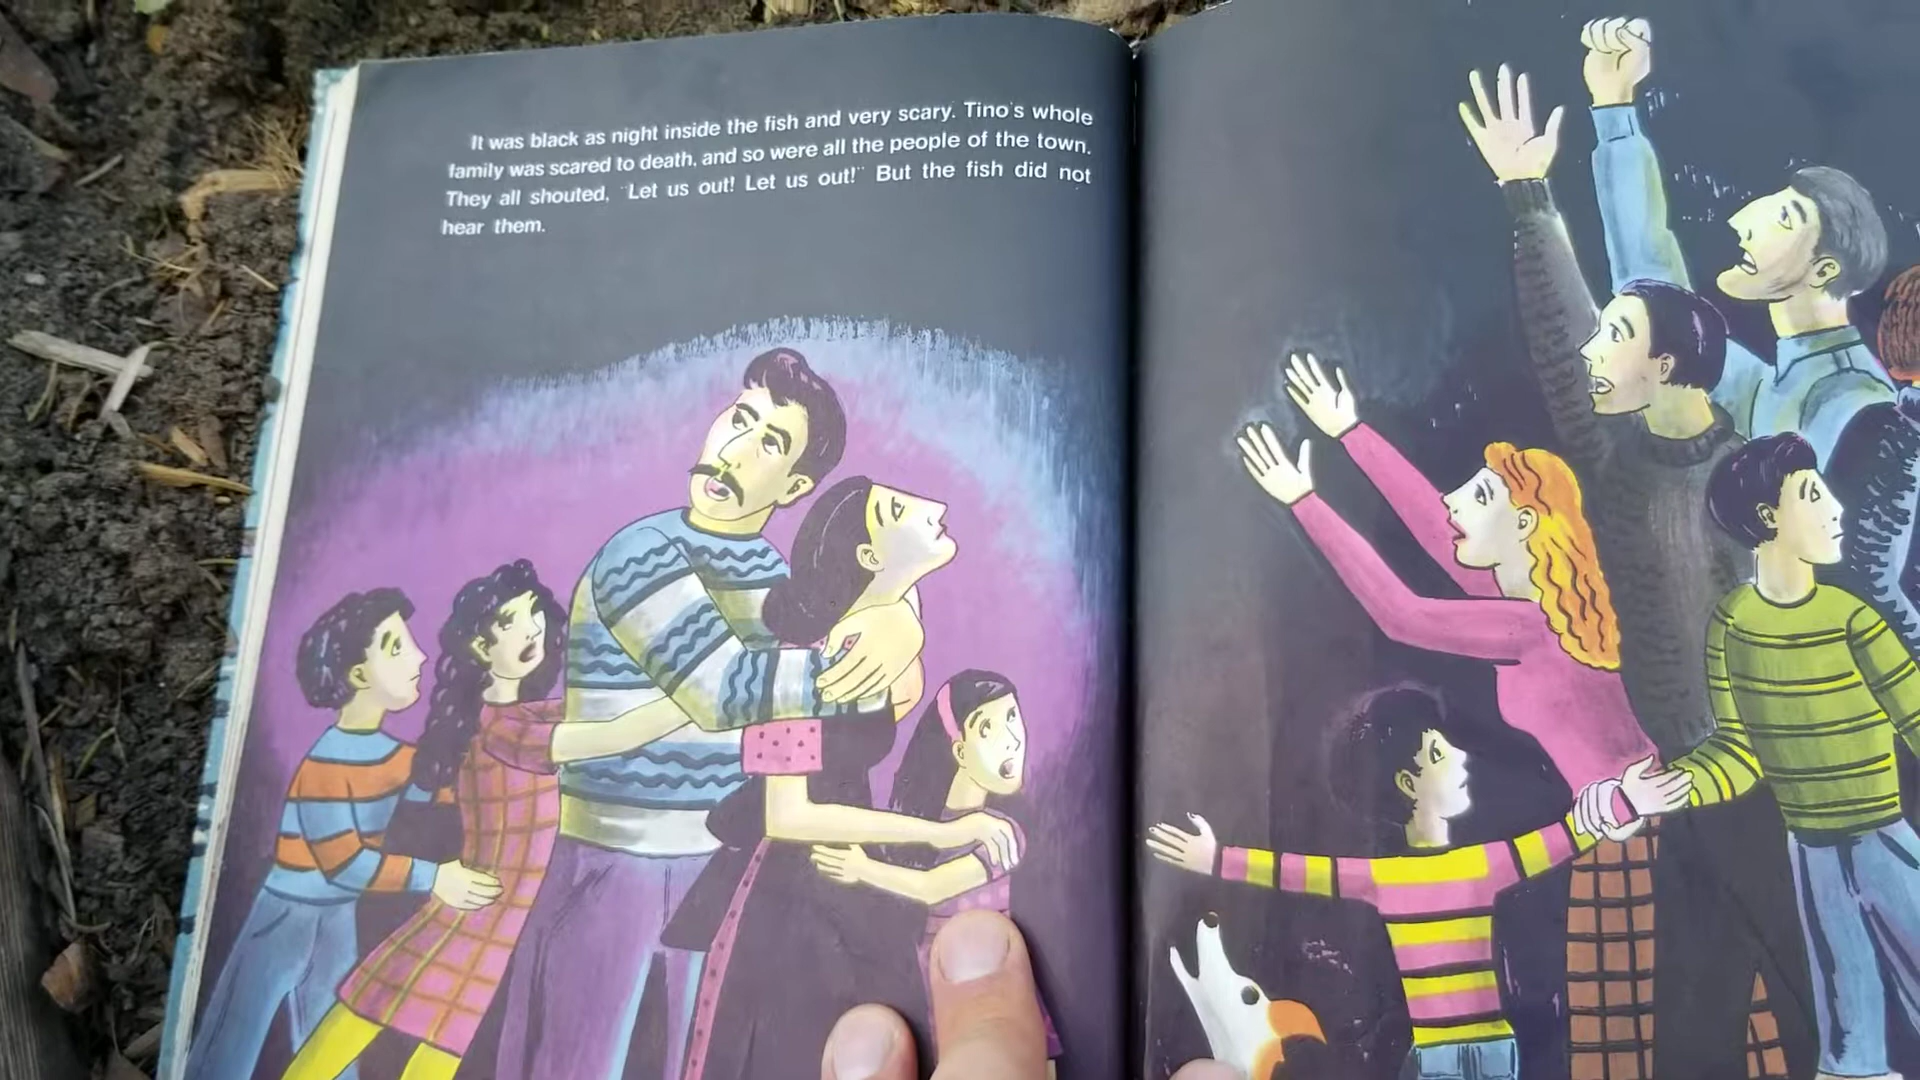 It was black as night inside the fish and very scary. Tino's whole
family was scared to death, and so were all the people of the town.
They all shouted, "Let us out! Let us out!" But the fish did not
hear them.